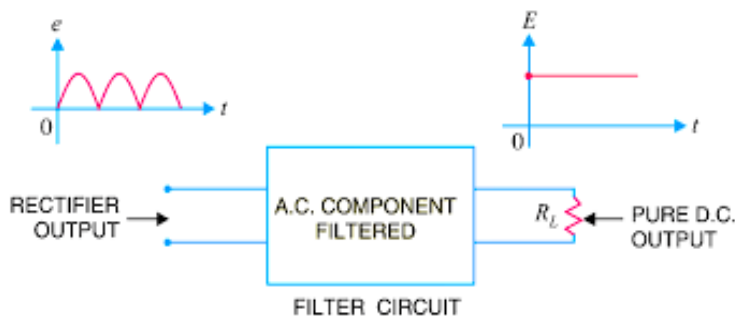 e
t
0
E
t
0
RECTIFIER
OUTPUT
A.C. COMPONENT
FILTERED
R_L
PURE D.C.
OUTPUT
FILTER CIRCUIT